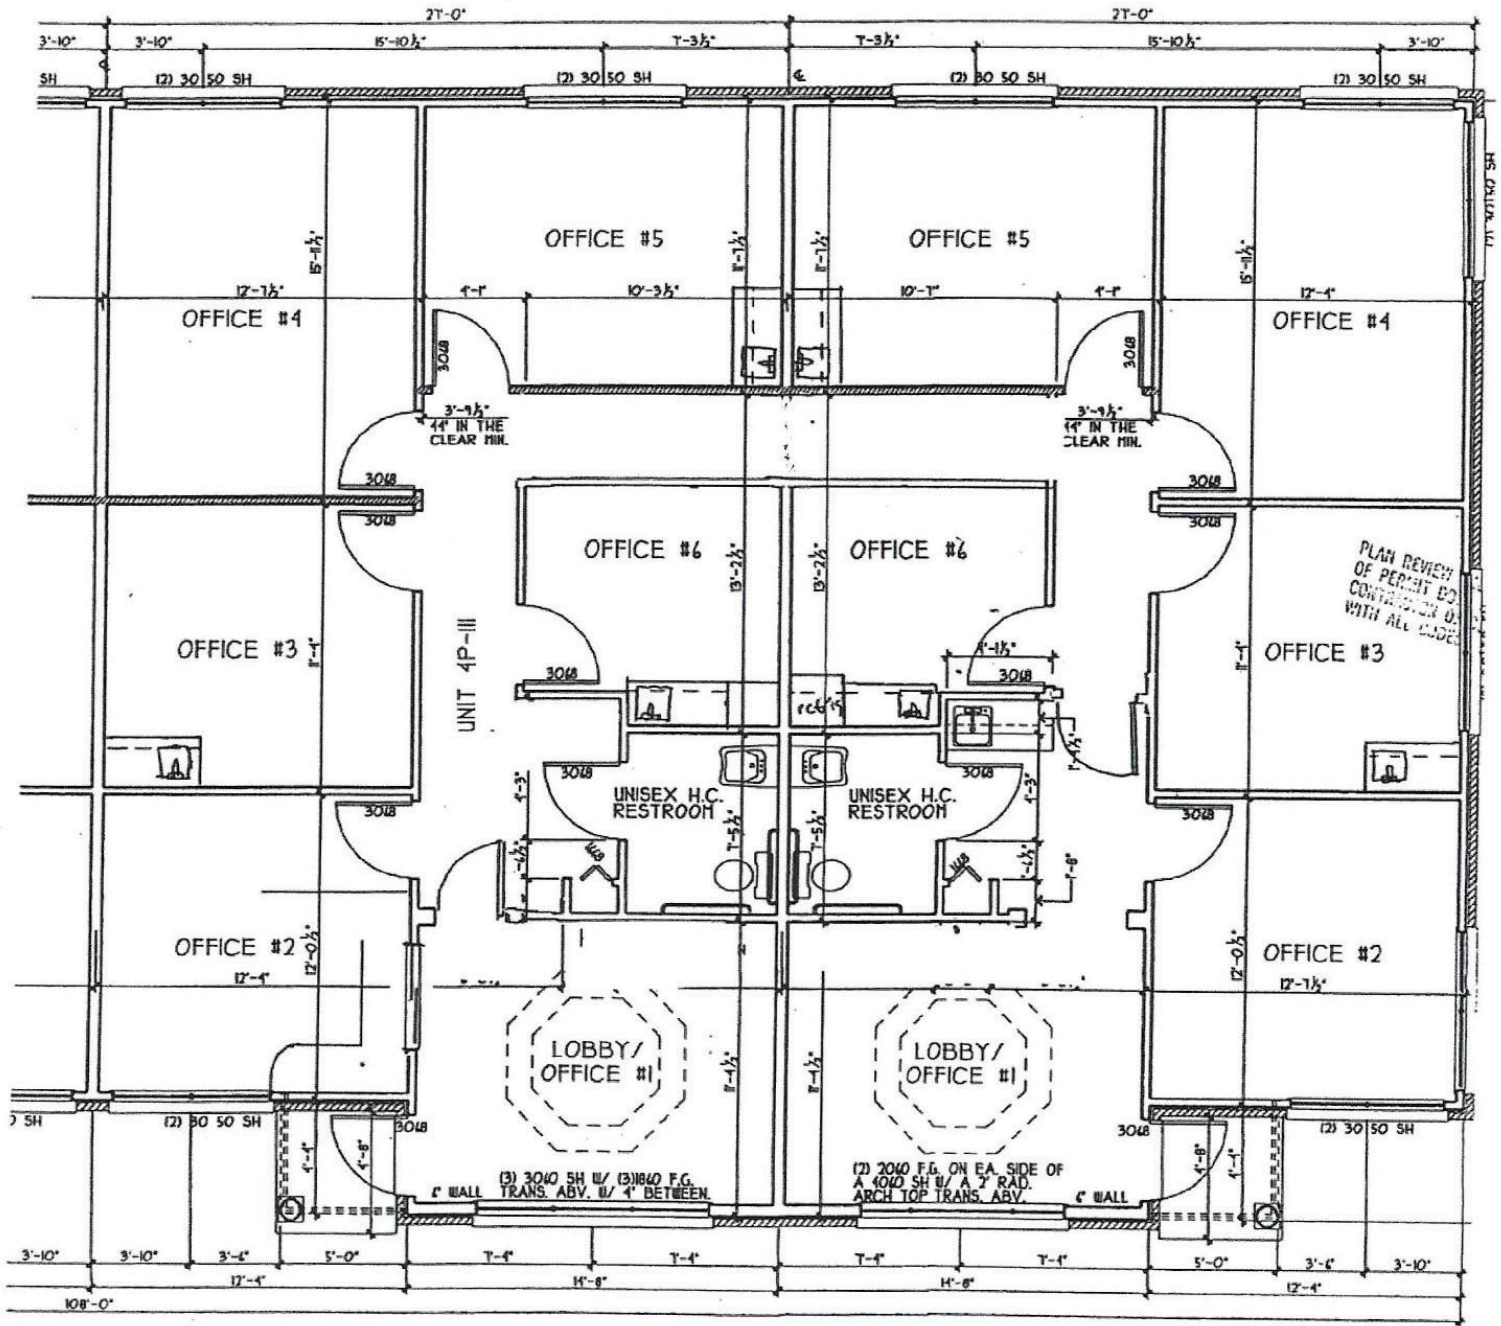 27'-0"
27'-0"
3'-10"
3'-10"
15'-10½"
7'-3½"
7'-3½"
15'-10½"
3'-10"
SH
(2) 30 50 SH
(2) 30 50 SH
(2) 30 50 SH
(2) 30 50 SH
OFFICE #5
OFFICE #5
15'-11½"
11'-7½"
11'-7½"
15'-11½"
12'-7½"
4'-1"
10'-3½"
10'-7"
4'-1"
12'-4"
OFFICE #4
OFFICE #4
3068
3068
3'-9½"
44" IN THE
CLEAR MIN.
3'-9½"
44" IN THE
CLEAR MIN.
3068
3068
3068
3068
OFFICE #6
OFFICE #6
13'-2½"
13'-2½"
PLAN REVIEW
OF PERMIT
WITH ALL
UNIT 4P-III
OFFICE #3
OFFICE #3
11'-4"
11'-4"
4'-1½"
3068
3068
3068
3068
4'-3"
4'-3"
UNISEX H.C.
RESTROOM
UNISEX H.C.
RESTROOM
7'-5½"
7'-5½"
3068
3068
1'-8"
OFFICE #2
OFFICE #2
12'-0½"
12'-0½"
12'-4"
12'-7½"
LOBBY/
OFFICE #1
LOBBY/
OFFICE #1
11'-4½"
11'-4½"
SH
(2) 30 50 SH
3068
3068
(2) 30 50 SH
4'-4"
4'-8"
4'-8"
4'-4"
6" WALL
(3) 3060 SH W/ (3)1860 F.G.
TRANS. ABV. W/ 4" BETWEEN.
(2) 2060 F.G. ON EA. SIDE OF
A 4060 SH W/ A 2' RAD.
ARCH TOP TRANS. ABV.
6" WALL
3'-10"
3'-10"
3'-6"
5'-0"
7'-4"
7'-4"
7'-4"
7'-4"
5'-0"
3'-6"
3'-10"
12'-4"
14'-8"
14'-8"
12'-4"
108'-0"